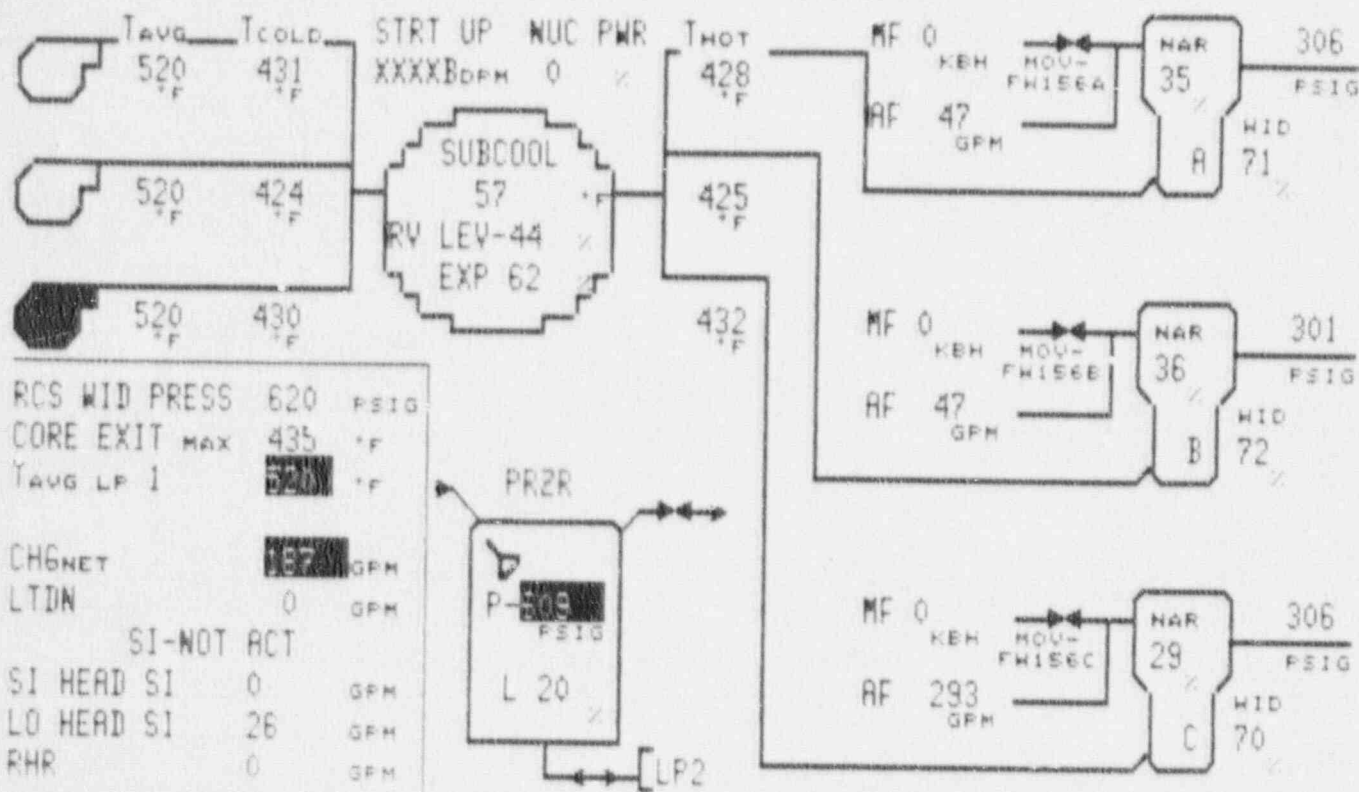 TAVG TCOLD STRT UP NUC PWR THOT
520 °F 431 °F XXXXBDPM 0 % 428 °F
MF 0 KBH MOV-FW156A NAR 35 % 306 PSIG
AF 47 GPM A WID 71 %
SUBCOOL
57 °F
RV LEV-44 %
EXP 62 %
520 °F 424 °F 425 °F
520 °F 430 °F 432 °F
MF 0 KBH MOV-FW156B NAR 36 % 301 PSIG
AF 47 GPM B WID 72 %
RCS WID PRESS 620 PSIG
CORE EXIT MAX 435 °F
TAVG LP 1 520 °F
CHGNET 187 GPM
LTDN 0 GPM
SI-NOT ACT
SI HEAD SI 0 GPM
LO HEAD SI 26 GPM
RHR 0 GPM
PRZR
P-509 PSIG
L 20 %
LP2
MF 0 KBH MOV-FW156C NAR 29 % 306 PSIG
AF 293 GPM C WID 70 %